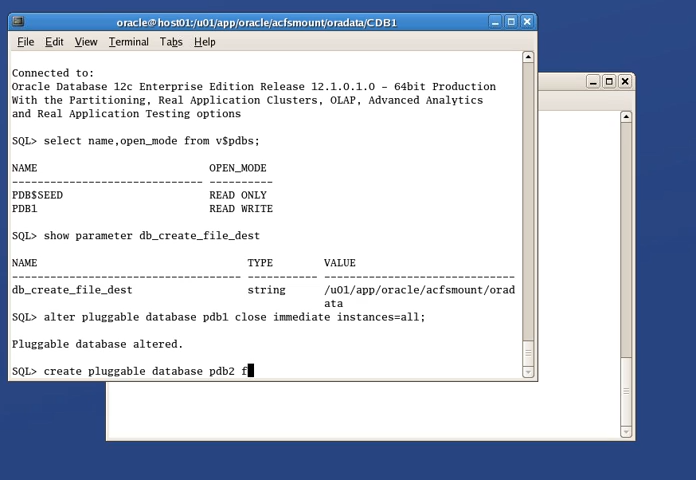 oracle@host01:/u01/app/oracle/acfsmount/oradata/CDB1
File Edit View Terminal Tabs Help
Connected to:
Oracle Database 12c Enterprise Edition Release 12.1.0.1.0 - 64bit Production
With the Partitioning, Real Application Clusters, OLAP, Advanced Analytics
and Real Application Testing options
SQL> select name,open_mode from v$pdbs;
NAME OPEN_MODE
------------------------------ ----------
PDB$SEED READ ONLY
PDB1 READ WRITE
SQL> show parameter db_create_file_dest
NAME TYPE VALUE
------------------------------------ ----------- ------------------------------
db_create_file_dest string /u01/app/oracle/acfsmount/orad
ata
SQL> alter pluggable database pdb1 close immediate instances=all;
Pluggable database altered.
SQL> create pluggable database pdb2 f